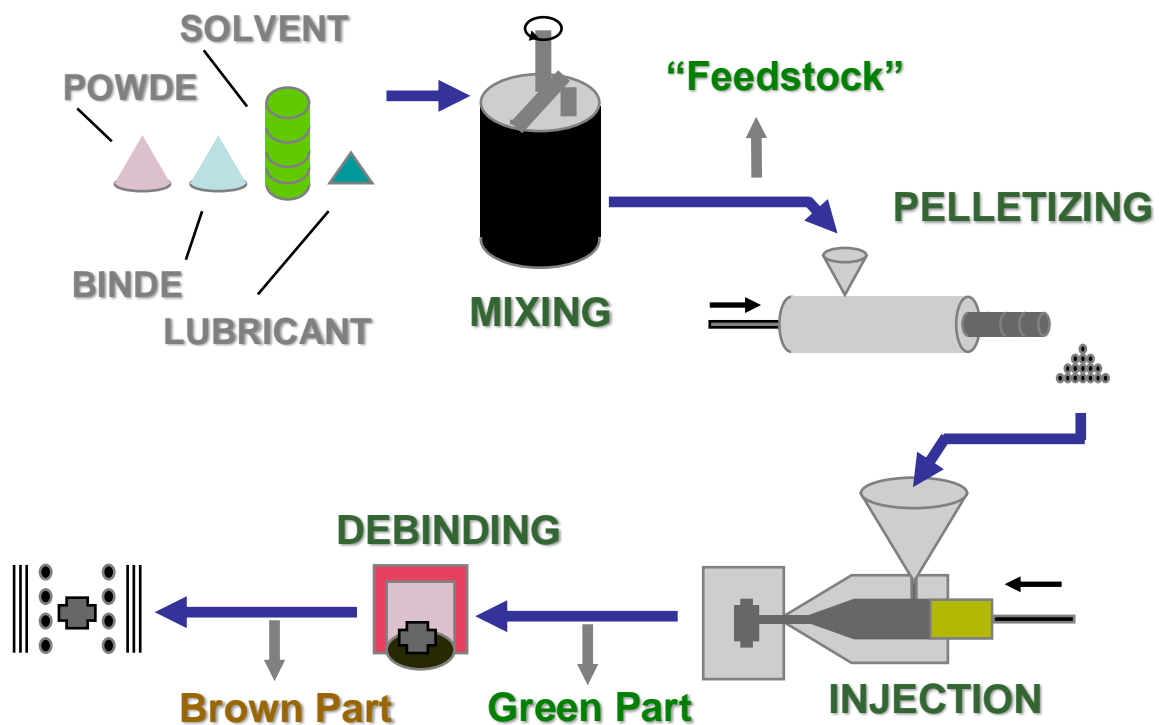 SOLVENT
POWDE
BINDE
LUBRICANT
MIXING
“Feedstock”
PELLETIZING
INJECTION
Green Part
DEBINDING
Brown Part